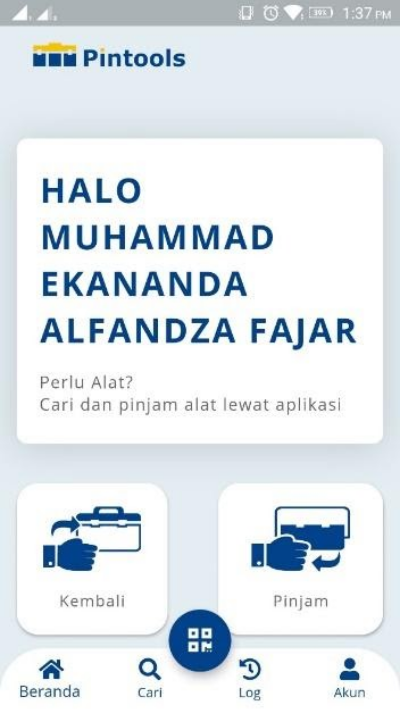 39%
1:37 PM
Pintools
HALO
MUHAMMAD
EKANANDA
ALFANDZA FAJAR
Perlu Alat?
Cari dan pinjam alat lewat aplikasi
Kembali
Pinjam
Beranda
Cari
Log
Akun